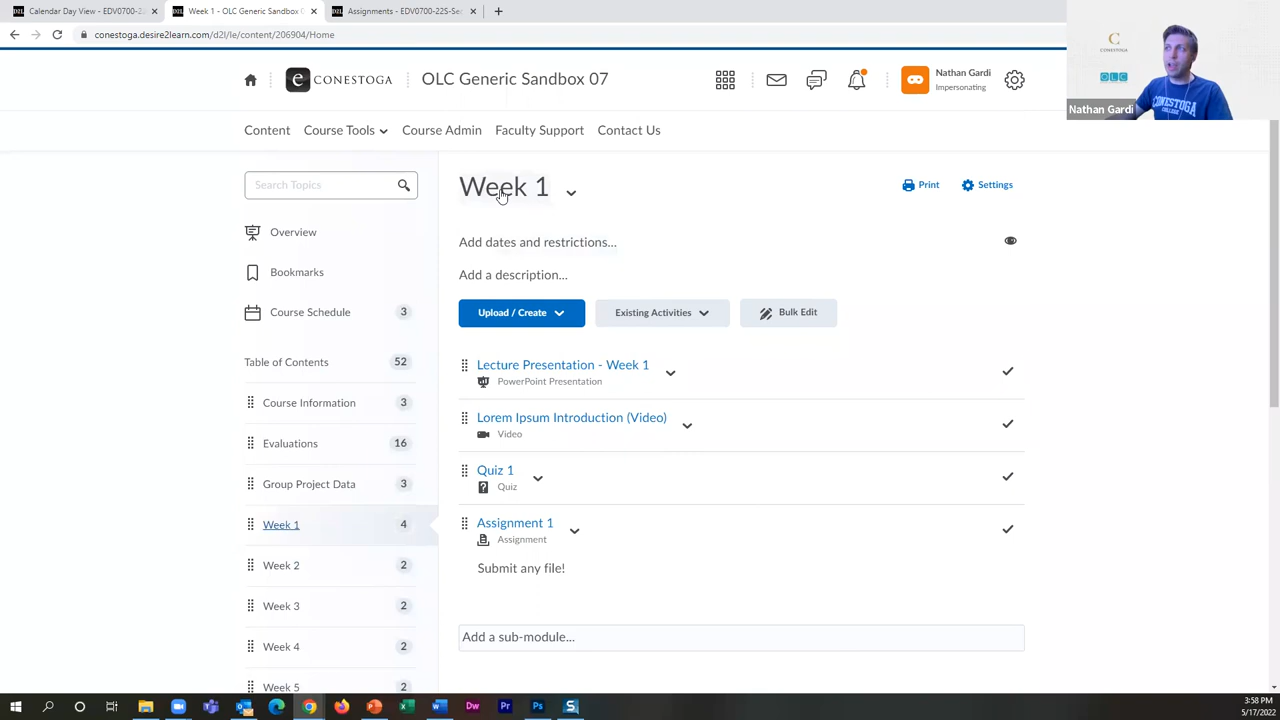 Calendar Day View - EDV0700-22
Week 1 - OLC Generic Sandbox 0
Assignments - EDV0700-22S-Se
conestoga.desire2learn.com/d2l/le/content/206904/Home
CONESTOGA
OLC Generic Sandbox 07
Nathan Gardi
Impersonating
C
CONESTOGA
OLC
CONESTOGA
COLLEGE
Nathan Gardi
Content
Course Tools
Course Admin
Faculty Support
Contact Us
Search Topics
Overview
Bookmarks
Course Schedule 3
Table of Contents 52
Course Information 3
Evaluations 16
Group Project Data 3
Week 1 4
Week 2 2
Week 3 2
Week 4 2
Week 5 2
Week 1
Print
Settings
Add dates and restrictions...
Add a description...
Upload / Create
Existing Activities
Bulk Edit
Lecture Presentation - Week 1
PowerPoint Presentation
Lorem Ipsum Introduction (Video)
Video
Quiz 1
Quiz
Assignment 1
Assignment
Submit any file!
Add a sub-module...
3:58 PM
5/17/2022